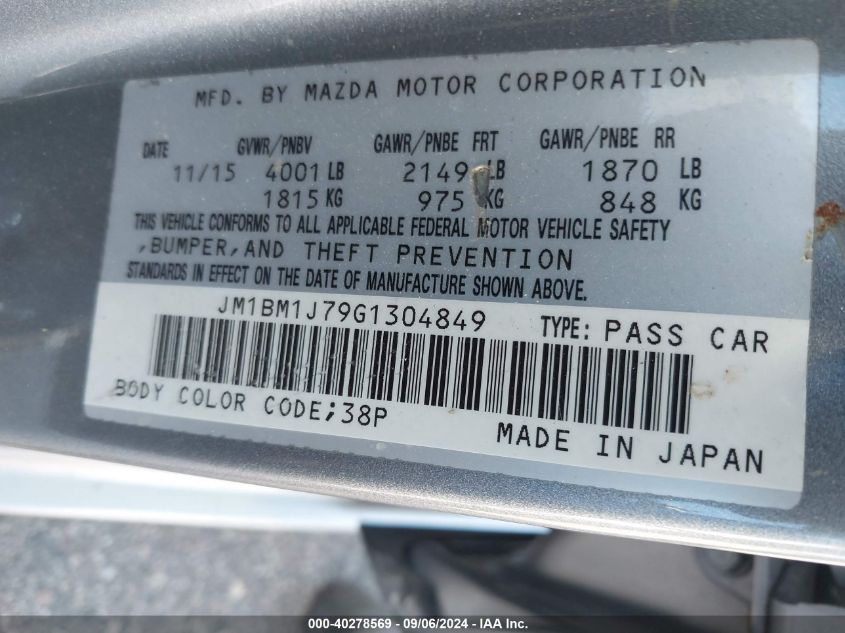 MFD. BY MAZDA MOTOR CORPORATION
DATE GVWR/PNBV GAWR/PNBE FRT GAWR/PNBE RR
11/15 4001 LB 2149 LB 1870 LB
1815 KG 975 KG 848 KG
THIS VEHICLE CONFORMS TO ALL APPLICABLE FEDERAL MOTOR VEHICLE SAFETY
,BUMPER,AND THEFT PREVENTION
STANDARDS IN EFFECT ON THE DATE OF MANUFACTURE SHOWN ABOVE.
JM1BM1J79G1304849 TYPE: PASS CAR
BODY COLOR CODE;38P
MADE IN JAPAN
000-40278569 - 09/06/2024 - IAA Inc.